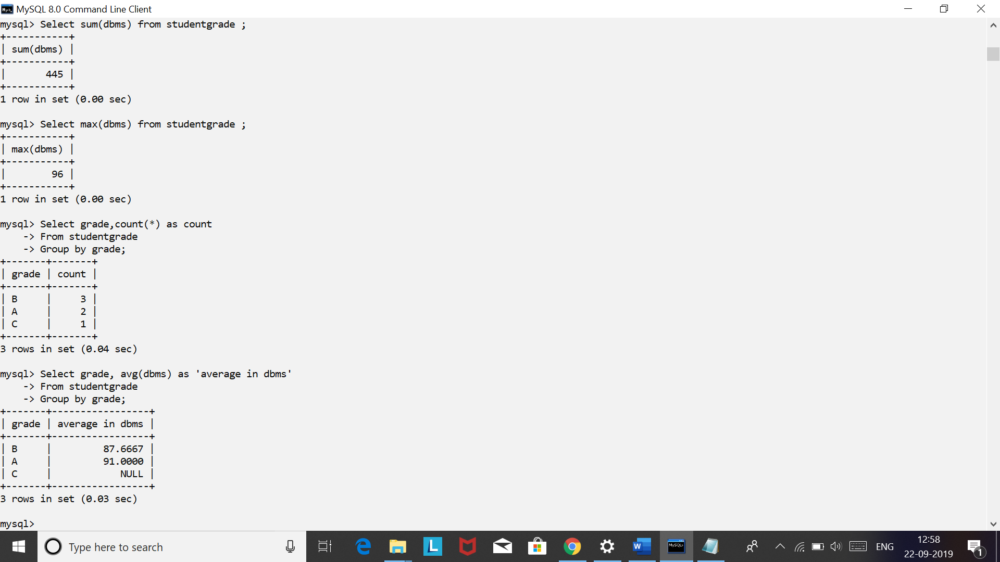 MySQL 8.0 Command Line Client
mysql> Select sum(dbms) from studentgrade ;
+-----------+
| sum(dbms) |
+-----------+
|       445 |
+-----------+
1 row in set (0.00 sec)

mysql> Select max(dbms) from studentgrade ;
+-----------+
| max(dbms) |
+-----------+
|        96 |
+-----------+
1 row in set (0.00 sec)

mysql> Select grade,count(*) as count
    -> From studentgrade
    -> Group by grade;
+-------+-------+
| grade | count |
+-------+-------+
| B     |     3 |
| A     |     2 |
| C     |     1 |
+-------+-------+
3 rows in set (0.04 sec)

mysql> Select grade, avg(dbms) as 'average in dbms'
    -> From studentgrade
    -> Group by grade;
+-------+-----------------+
| grade | average in dbms |
+-------+-----------------+
| B     |         87.6667 |
| A     |         91.0000 |
| C     |            NULL |
+-------+-----------------+
3 rows in set (0.03 sec)

mysql>
Type here to search
L
W
MySQL>
ENG
12:58
22-09-2019
1